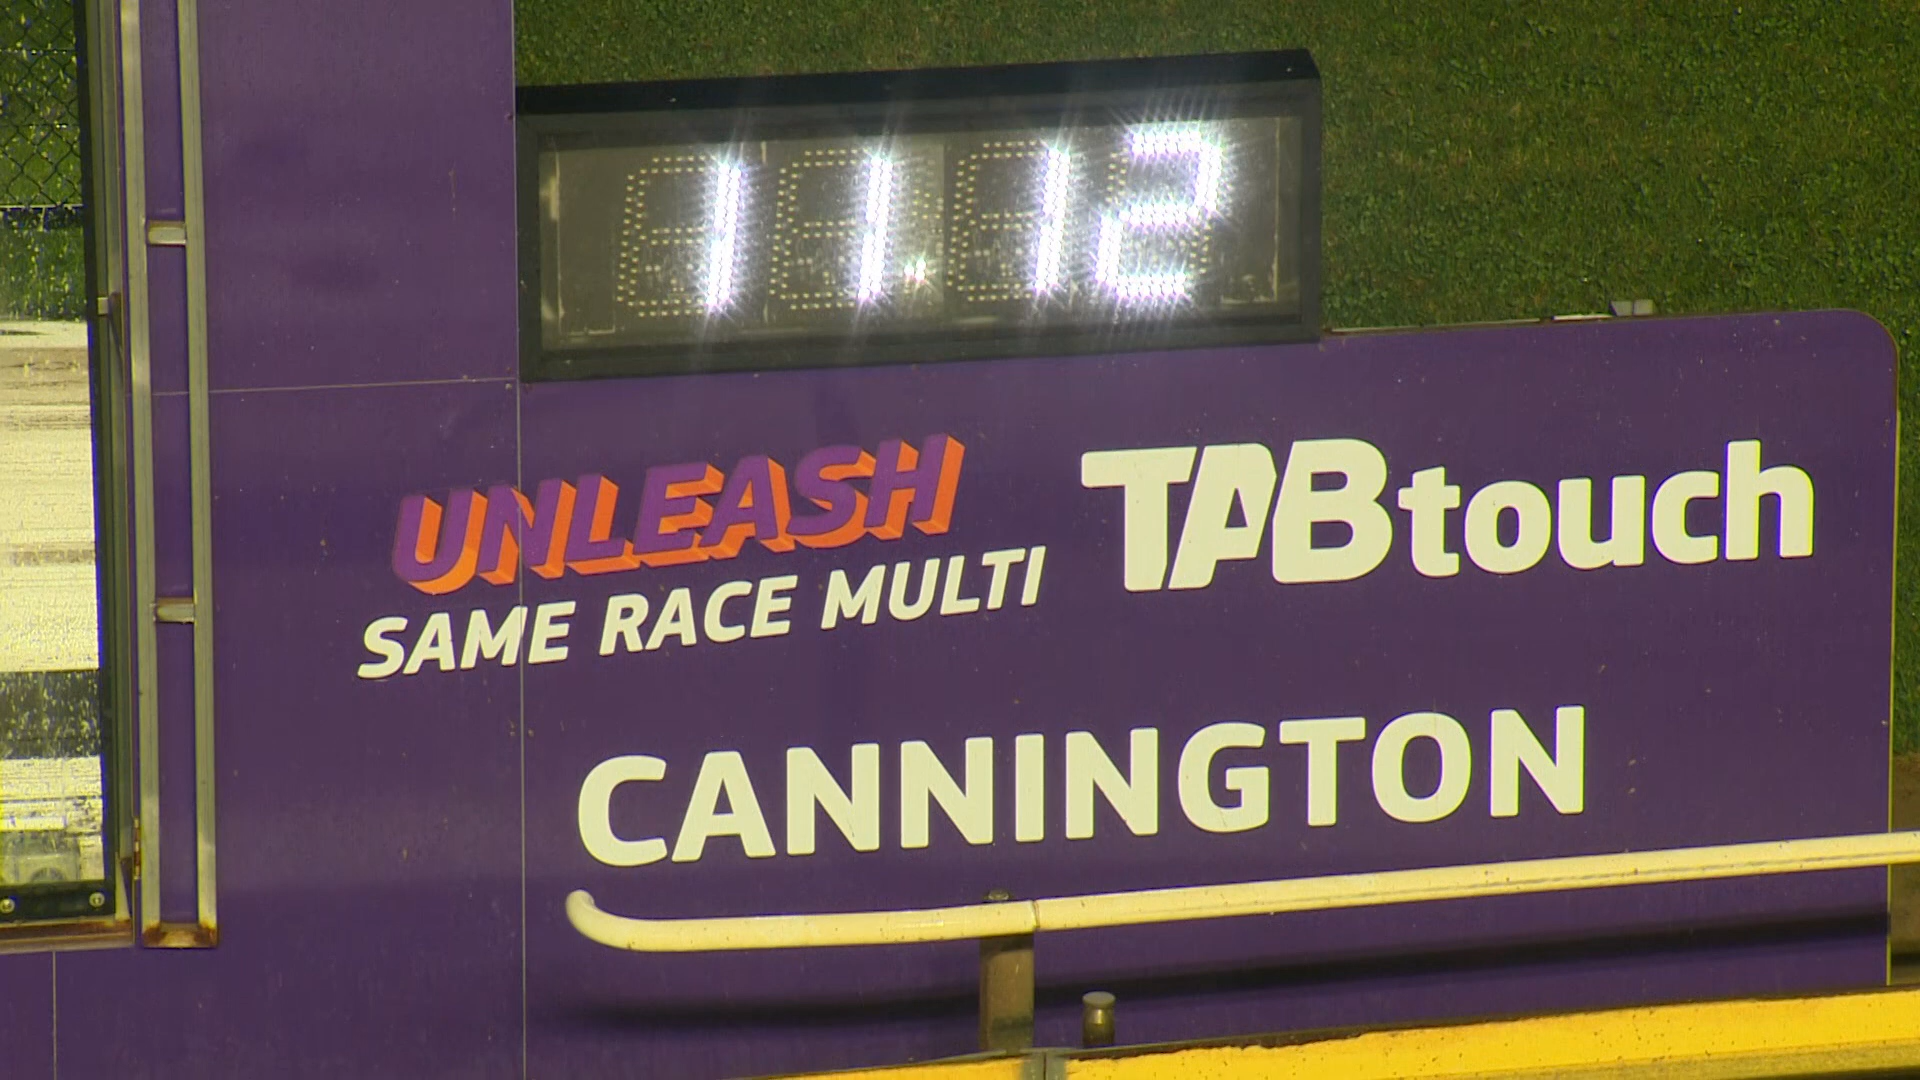 11.12
UNLEASH
SAME RACE MULTI
TABtouch
CANNINGTON